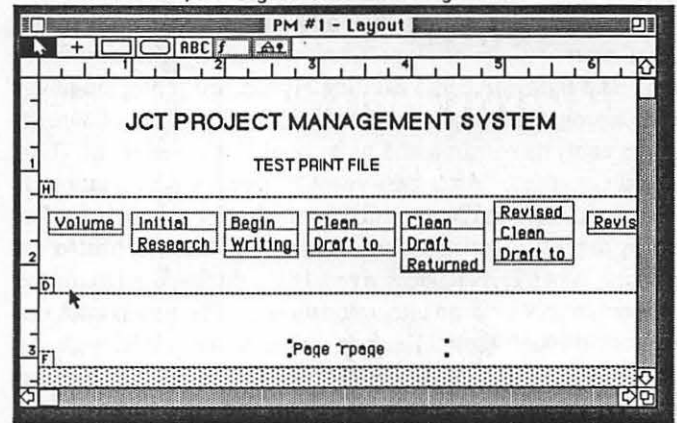 PM #1 - Layout
+ ABC f A
1 2 3 4 5 6
JCT PROJECT MANAGEMENT SYSTEM
1
TEST PRINT FILE
H
Volume Initial Begin Clean Clean Revised Revis
Research Writing Draft to Draft Clean
2 Returned Draft to
D
Page ^rpage
3 F